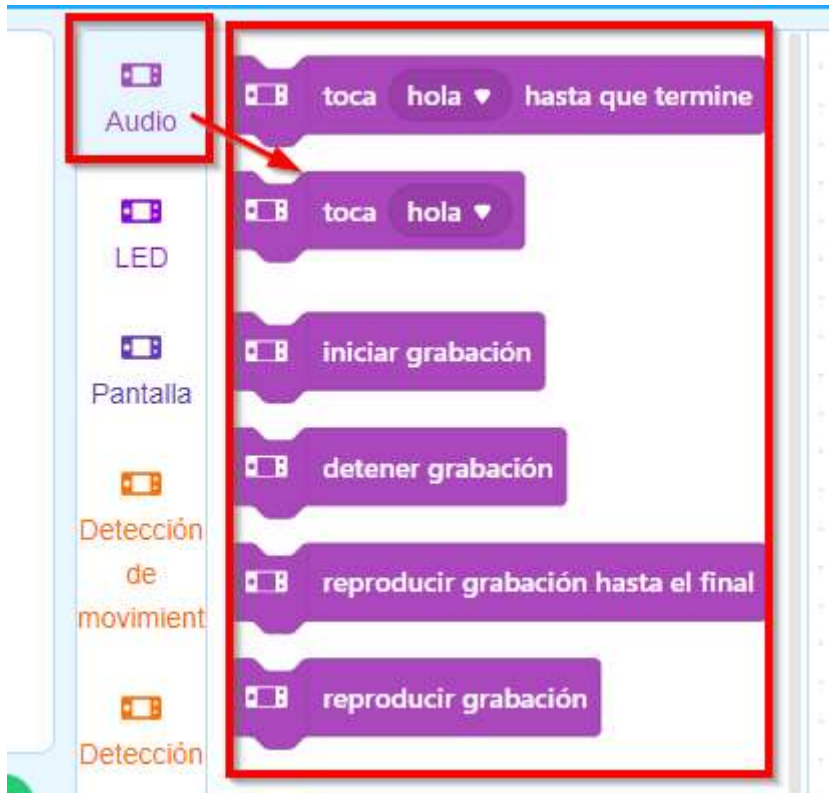 Audio
LED
Pantalla
Detección
de
movimient
Detección
toca hola hasta que termine
toca hola
iniciar grabación
detener grabación
reproducir grabación hasta el final
reproducir grabación